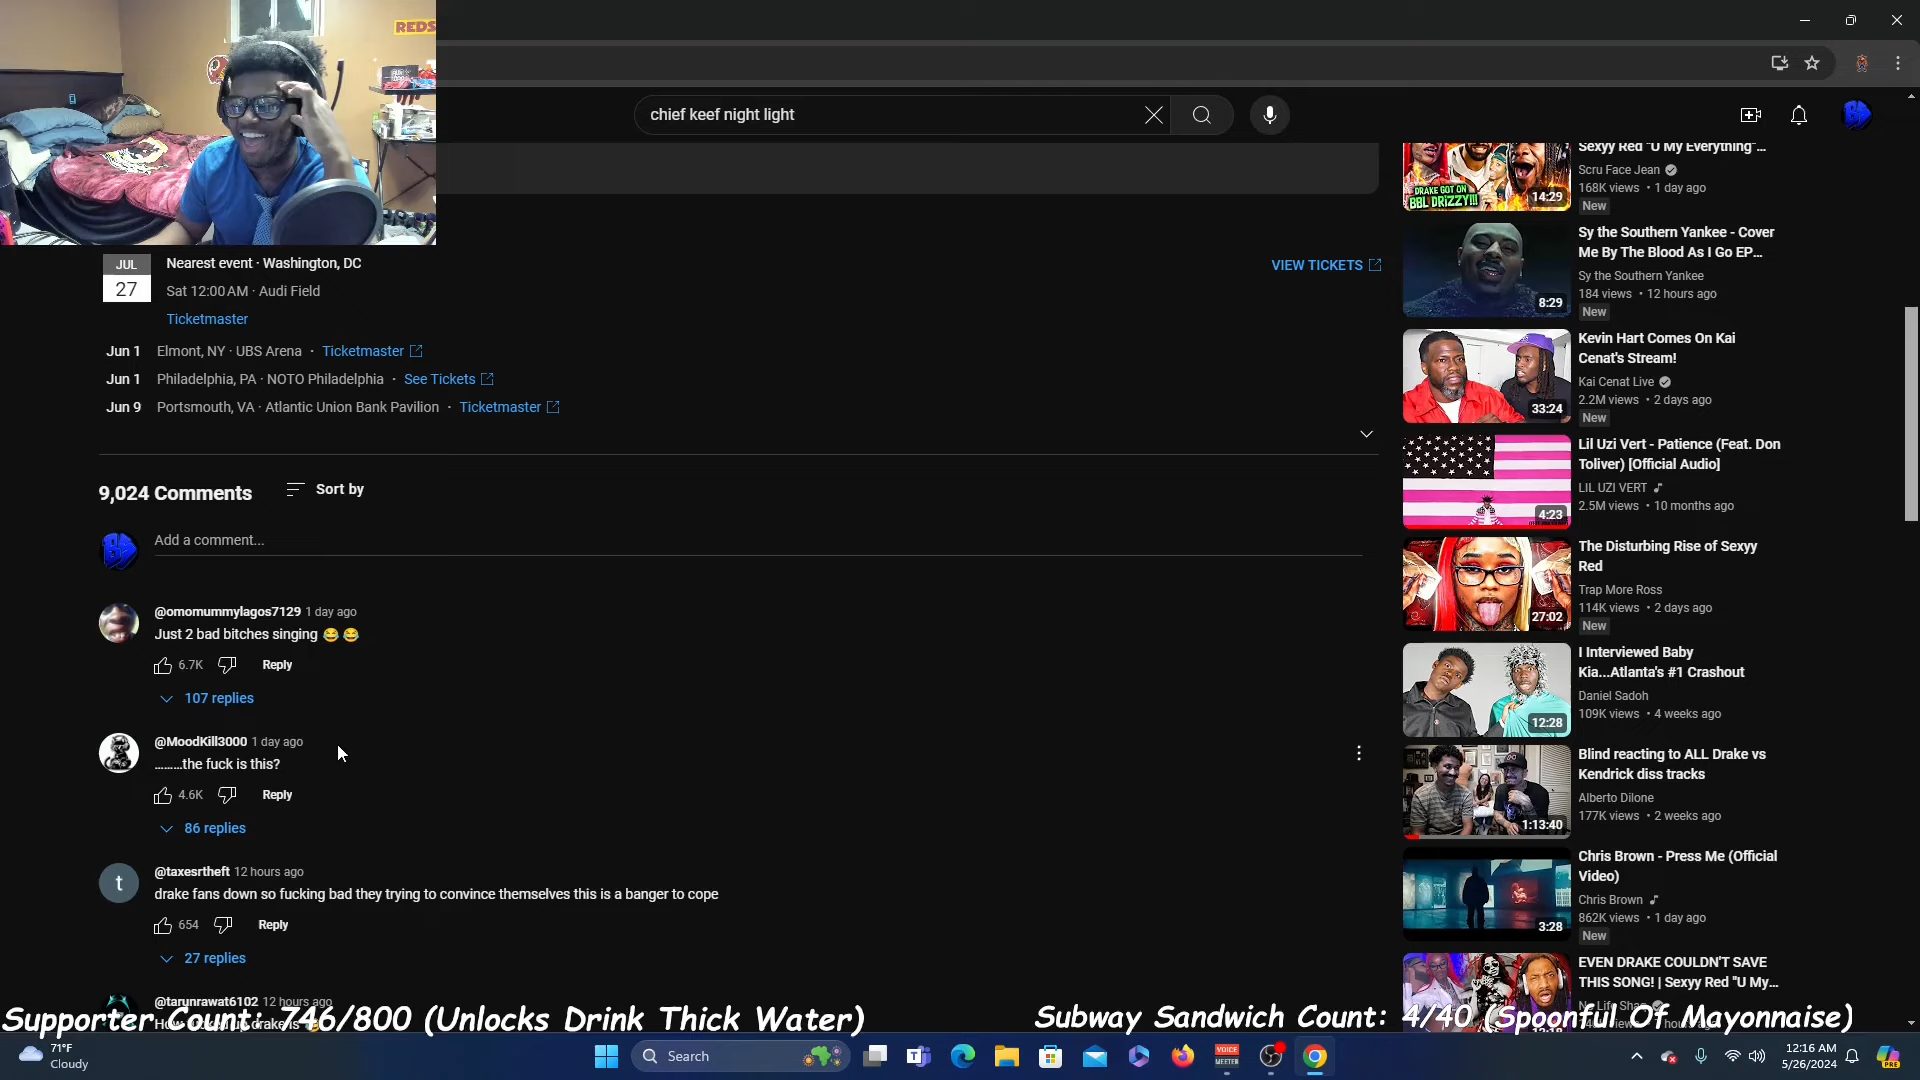 REDS
chief keef night light
Nearest event · Washington, DC
JUL
27
Sat 12:00 AM · Audi Field
Ticketmaster
VIEW TICKETS
Jun 1 Elmont, NY · UBS Arena · Ticketmaster
Jun 1 Philadelphia, PA · NOTO Philadelphia · See Tickets
Jun 9 Portsmouth, VA · Atlantic Union Bank Pavilion · Ticketmaster
9,024 Comments
Sort by
Add a comment...
@omomummylagos7129 1 day ago
Just 2 bad bitches singing 😂 😂
6.7K Reply
107 replies
@MoodKill3000 1 day ago
.........the fuck is this?
4.6K Reply
86 replies
t
@taxesrtheft 12 hours ago
drake fans down so fucking bad they trying to convince themselves this is a banger to cope
654 Reply
27 replies
@tarunrawat6102 12 hours ago
DRAKE GOT ON
BBL DRIZZY!!!
14:29
Sexyy Red "U My Everything"...
Scru Face Jean
168K views • 1 day ago
New
8:29
Sy the Southern Yankee - Cover
Me By The Blood As I Go EP...
Sy the Southern Yankee
184 views • 12 hours ago
New
33:24
Kevin Hart Comes On Kai
Cenat's Stream!
Kai Cenat Live
2.2M views • 2 days ago
New
4:23
Lil Uzi Vert - Patience (Feat. Don
Toliver) [Official Audio]
LIL UZI VERT
2.5M views • 10 months ago
27:02
The Disturbing Rise of Sexyy
Red
Trap More Ross
114K views • 2 days ago
New
12:28
I Interviewed Baby
Kia...Atlanta's #1 Crashout
Daniel Sadoh
109K views • 4 weeks ago
1:13:40
Blind reacting to ALL Drake vs
Kendrick diss tracks
Alberto Dilone
177K views • 2 weeks ago
3:28
Chris Brown - Press Me (Official
Video)
Chris Brown
862K views • 1 day ago
New
EVEN DRAKE COULDN'T SAVE
THIS SONG! | Sexyy Red "U My...
Supporter Count: 746/800 (Unlocks Drink Thick Water)
Subway Sandwich Count: 4/40 (Spoonful Of Mayonnaise)
71°F
Cloudy
Search
VOICE
MEETER
12:16 AM
5/26/2024
PRE